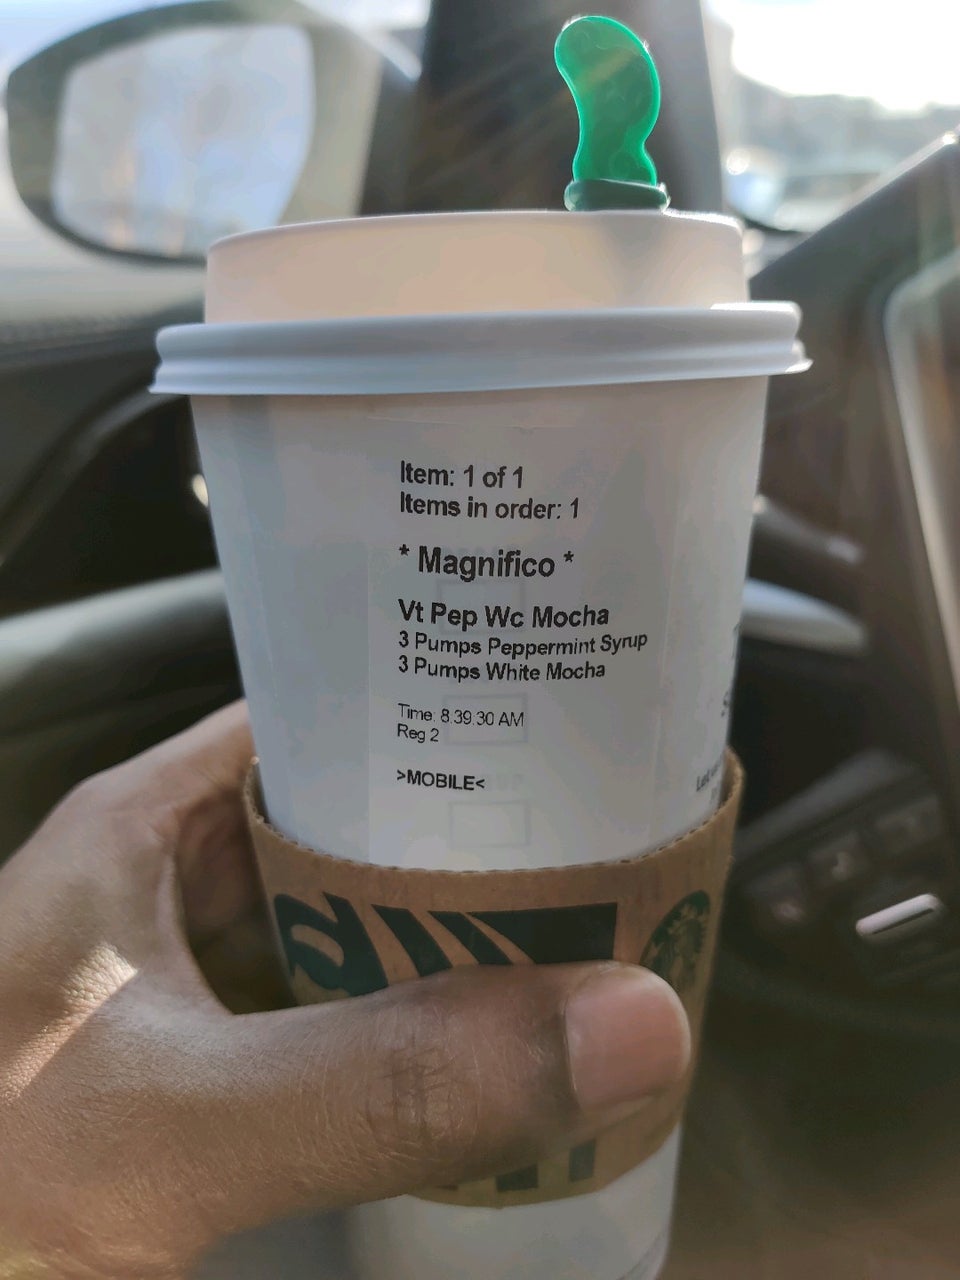 Item: 1 of 1
Items in order: 1
* Magnifico *
Vt Pep Wc Mocha
3 Pumps Peppermint Syrup
3 Pumps White Mocha
Time: 8:39:30 AM
Reg 2
>MOBILE<